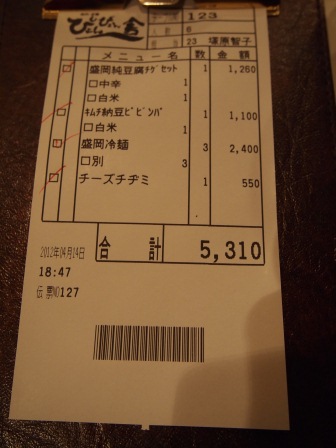 ぴょんぴょん舎
123
6
23 塚原智子
メニュー名 数 金額
盛岡純豆腐チゲセット 1 1,260
□中辛 1
□白米 1
キムチ納豆ビビンバ 1 1,100
□白米 1
盛岡冷麺 3 2,400
□別 3
チーズチヂミ 1 550
合計 5,310
2012年04月14日
18:47
伝票NO127